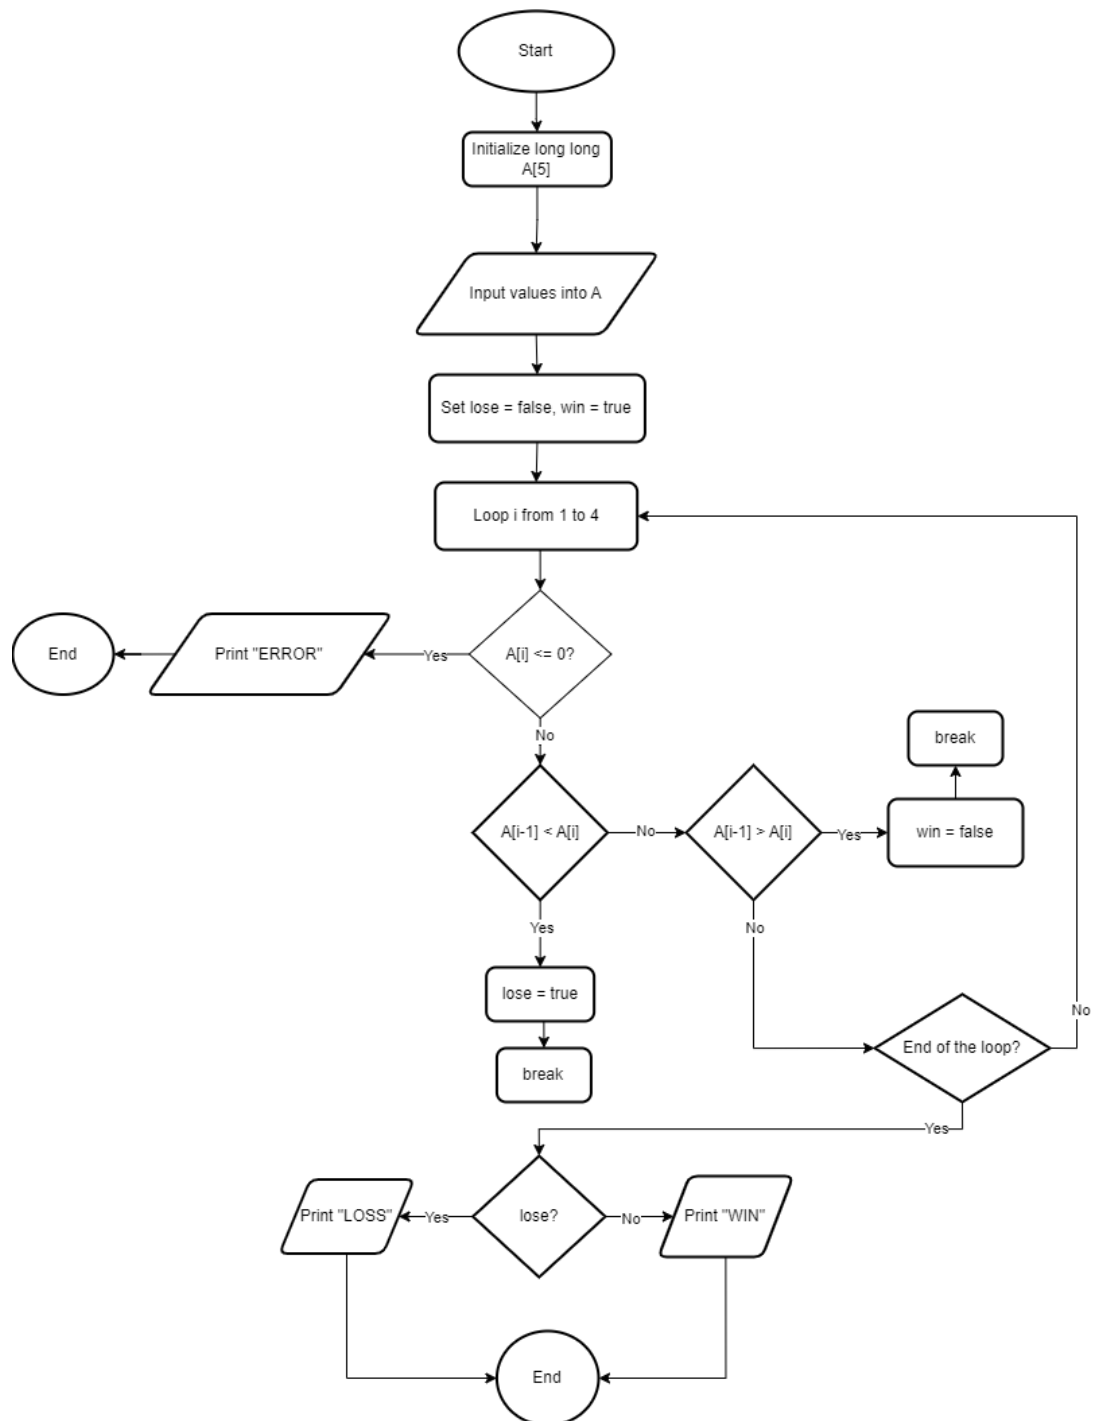 Start
Initialize long long
A[5]
Input values into A
Set lose = false, win = true
Loop i from 1 to 4
End
Print "ERROR"
Yes
A[i] <= 0?
No
break
A[i-1] < A[i]
No
A[i-1] > A[i]
Yes
win = false
Yes
No
lose = true
break
End of the loop?
No
Yes
Print "LOSS"
Yes
lose?
No
Print "WIN"
End